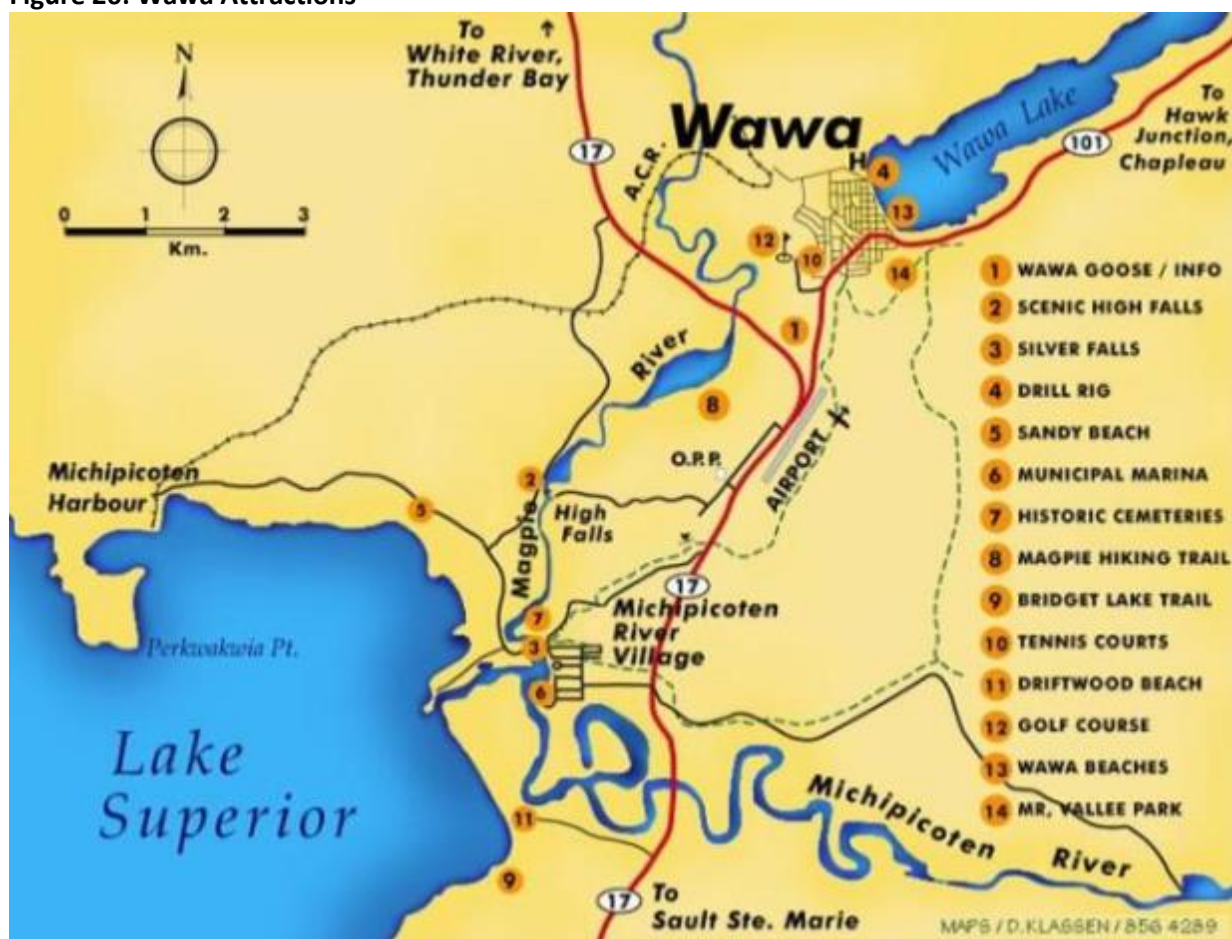 Figure 20: Wawa Attractions
To
White River,
Thunder Bay
N
0 1 2 3
Km.
17
A.C.R.
Wawa
H
4
Wawa Lake
To
Hawk
Junction,
Chapleau
101
13
12
10
14
1
River
8
O.P.P.
AIRPORT
Michipicoten
Harbour
5
2
High
Falls
Magpie
17
7
3
6
Michipicoten
River
Village
Perkwakwia Pt.
Lake
Superior
11
9
Michipicoten
River
17
To
Sault Ste. Marie
1 WAWA GOOSE / INFO
2 SCENIC HIGH FALLS
3 SILVER FALLS
4 DRILL RIG
5 SANDY BEACH
6 MUNICIPAL MARINA
7 HISTORIC CEMETERIES
8 MAGPIE HIKING TRAIL
9 BRIDGET LAKE TRAIL
10 TENNIS COURTS
11 DRIFTWOOD BEACH
12 GOLF COURSE
13 WAWA BEACHES
14 MR, VALLEE PARK
MAPS / D.KLASSEN / 856 4289